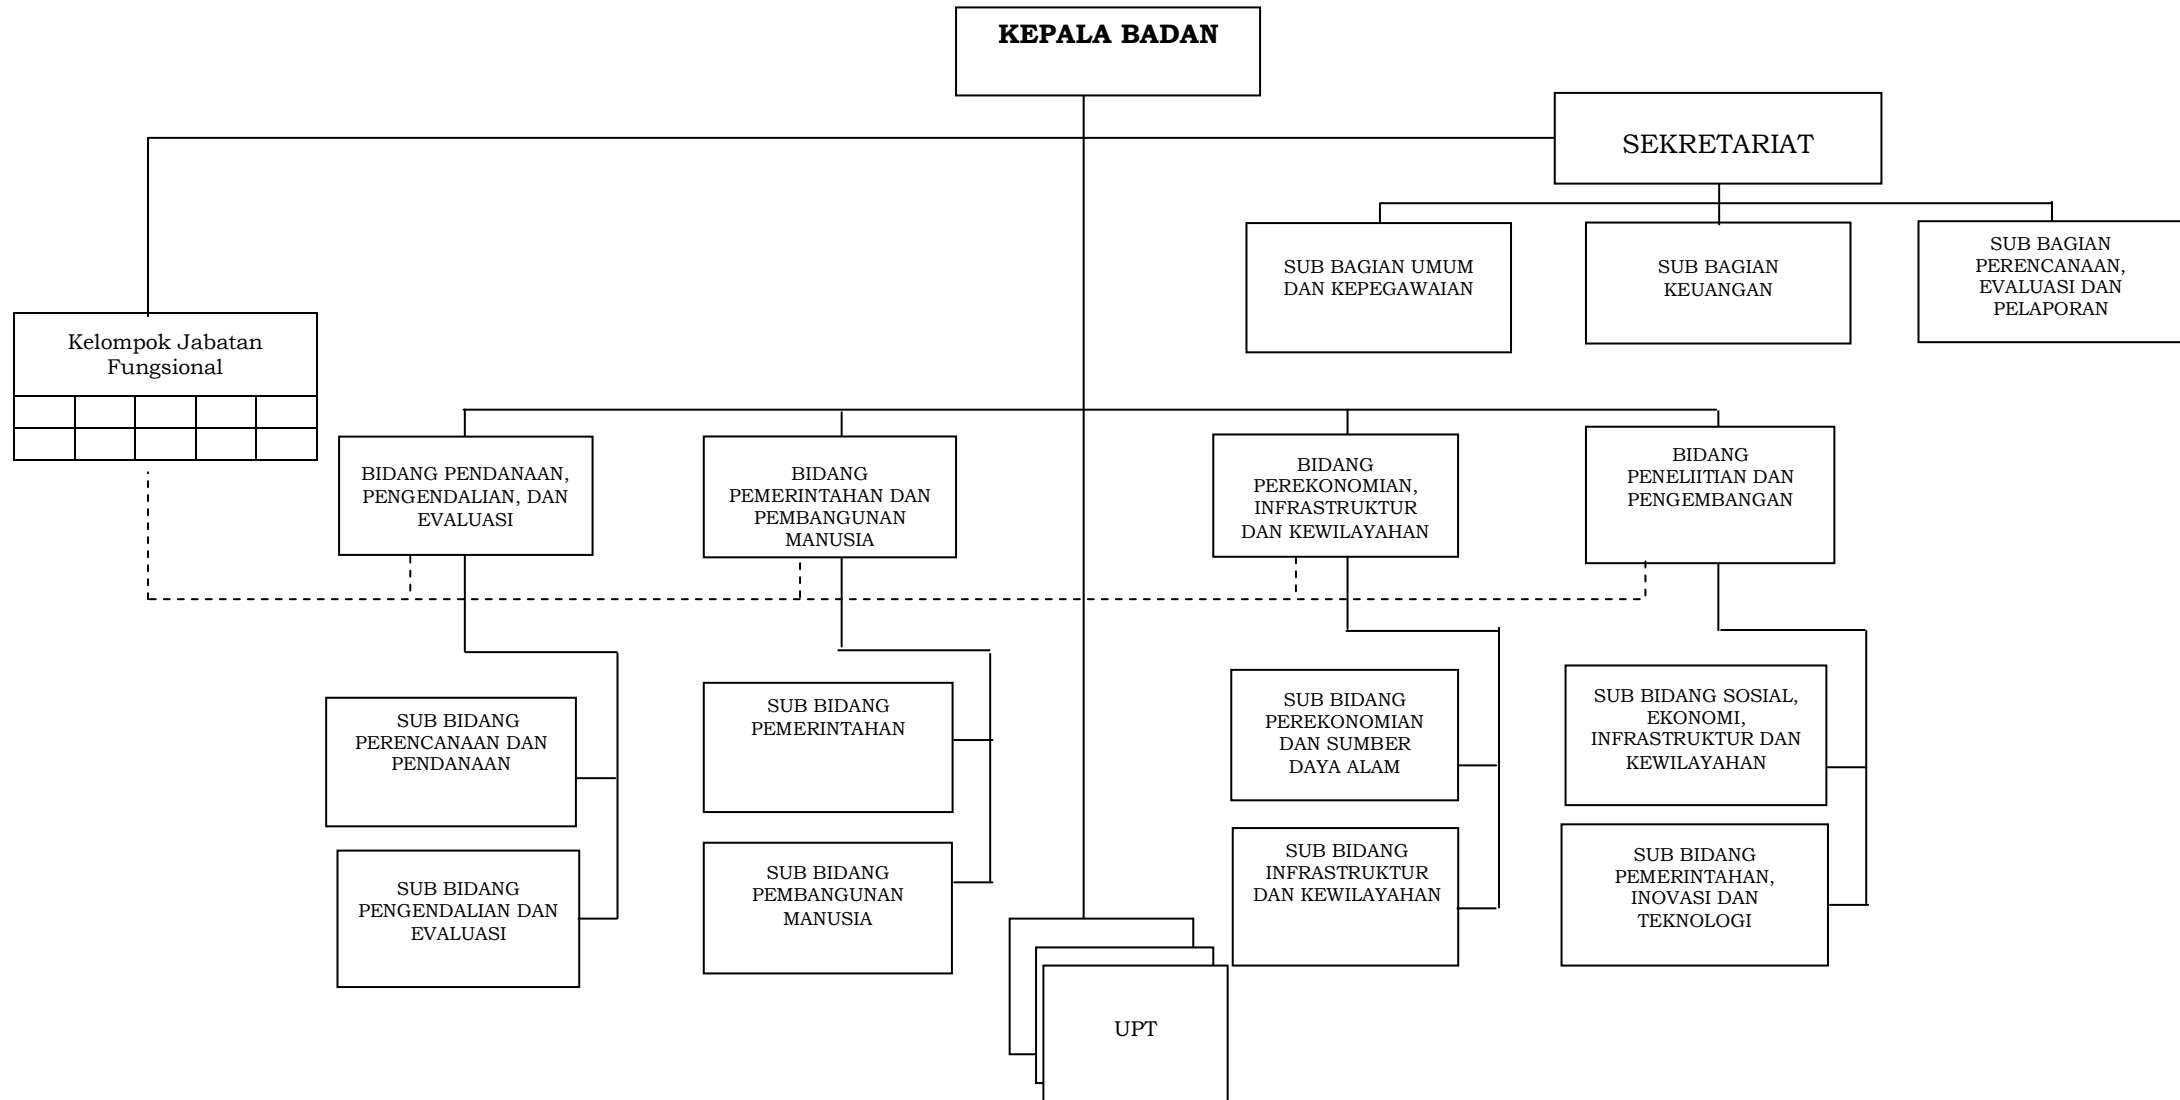 KEPALA BADAN
SEKRETARIAT
SUB BAGIAN UMUM
DAN KEPEGAWAIAN
SUB BAGIAN
KEUANGAN
SUB BAGIAN
PERENCANAAN,
EVALUASI DAN
PELAPORAN
Kelompok Jabatan
Fungsional
BIDANG PENDANAAN,
PENGENDALIAN, DAN
EVALUASI
BIDANG
PEMERINTAHAN DAN
PEMBANGUNAN
MANUSIA
BIDANG
PEREKONOMIAN,
INFRASTRUKTUR
DAN KEWILAYAHAN
BIDANG
PENELIITIAN DAN
PENGEMBANGAN
SUB BIDANG
PERENCANAAN DAN
PENDANAAN
SUB BIDANG
PEMERINTAHAN
SUB BIDANG
PEREKONOMIAN
DAN SUMBER
DAYA ALAM
SUB BIDANG SOSIAL,
EKONOMI,
INFRASTRUKTUR DAN
KEWILAYAHAN
SUB BIDANG
PENGENDALIAN DAN
EVALUASI
SUB BIDANG
PEMBANGUNAN
MANUSIA
SUB BIDANG
INFRASTRUKTUR
DAN KEWILAYAHAN
SUB BIDANG
PEMERINTAHAN,
INOVASI DAN
TEKNOLOGI
UPT